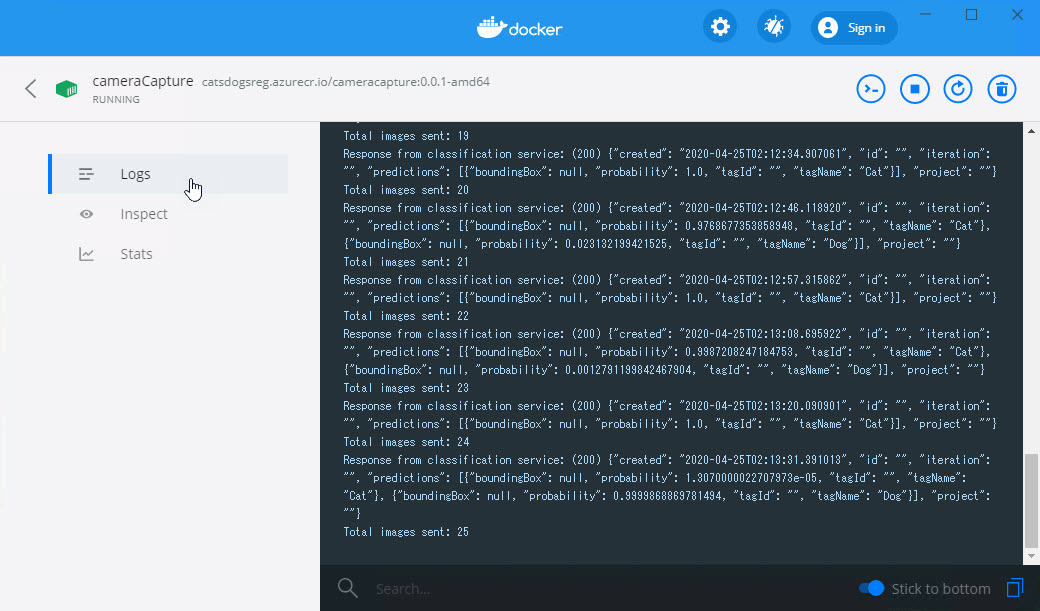 docker
Sign in
cameraCapture catsdogsreg.azurecr.io/cameracapture:0.0.1-amd64
RUNNING
Logs
Inspect
Stats
Total images sent: 19
Response from classification service: (200) {"created": "2020-04-25T02:12:34.907061", "id": "", "iteration":
"", "predictions": [{"boundingBox": null, "probability": 1.0, "tagId": "", "tagName": "Cat"}], "project": ""}
Total images sent: 20
Response from classification service: (200) {"created": "2020-04-25T02:12:46.118920", "id": "", "iteration":
"", "predictions": [{"boundingBox": null, "probability": 0.9768677353858948, "tagId": "", "tagName": "Cat"},
{"boundingBox": null, "probability": 0.023132199421525, "tagId": "", "tagName": "Dog"}], "project": ""}
Total images sent: 21
Response from classification service: (200) {"created": "2020-04-25T02:12:57.315862", "id": "", "iteration":
"", "predictions": [{"boundingBox": null, "probability": 1.0, "tagId": "", "tagName": "Cat"}], "project": ""}
Total images sent: 22
Response from classification service: (200) {"created": "2020-04-25T02:13:08.695922", "id": "", "iteration":
"", "predictions": [{"boundingBox": null, "probability": 0.9987208247184753, "tagId": "", "tagName": "Cat"},
{"boundingBox": null, "probability": 0.0012791199842467904, "tagId": "", "tagName": "Dog"}], "project": ""}
Total images sent: 23
Response from classification service: (200) {"created": "2020-04-25T02:13:20.090901", "id": "", "iteration":
"", "predictions": [{"boundingBox": null, "probability": 1.0, "tagId": "", "tagName": "Cat"}], "project": ""}
Total images sent: 24
Response from classification service: (200) {"created": "2020-04-25T02:13:31.391013", "id": "", "iteration":
"", "predictions": [{"boundingBox": null, "probability": 1.3070000022707973e-05, "tagId": "", "tagName":
"Cat"}, {"boundingBox": null, "probability": 0.9999868869781494, "tagId": "", "tagName": "Dog"}], "project":
""}
Total images sent: 25
Search...
Stick to bottom